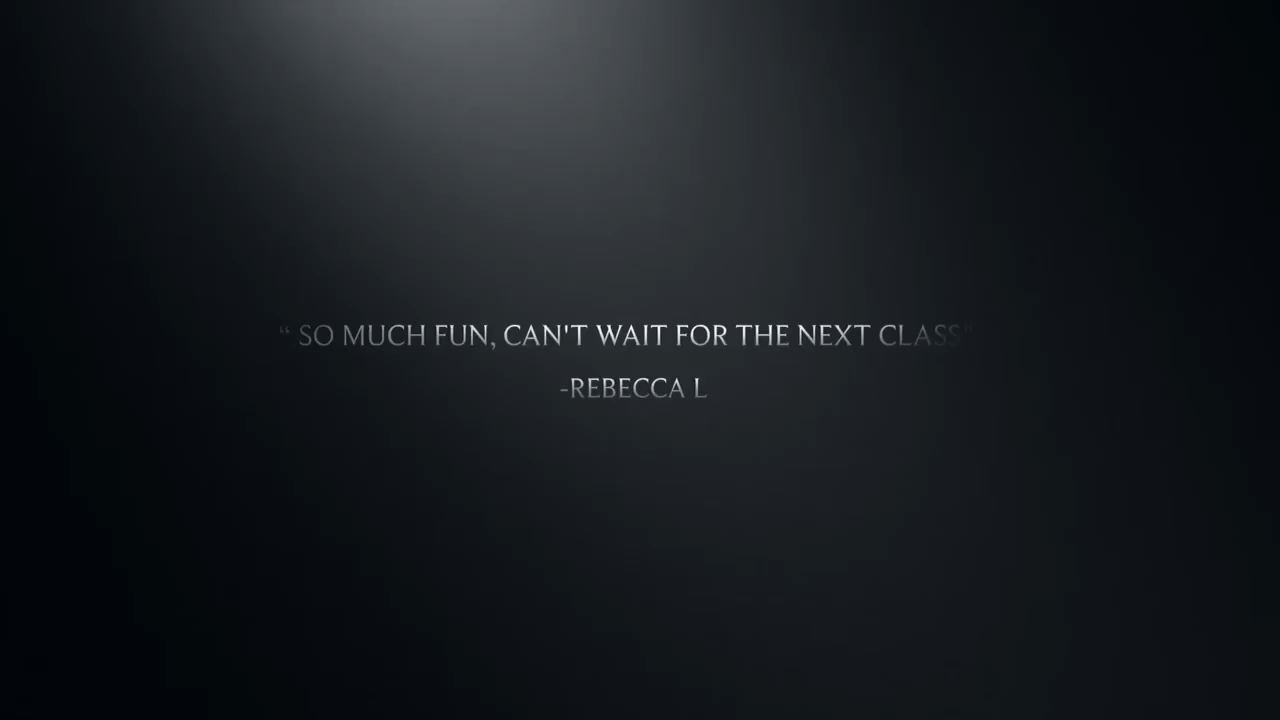 “ SO MUCH FUN, CAN'T WAIT FOR THE NEXT CLASS"
-REBECCA L